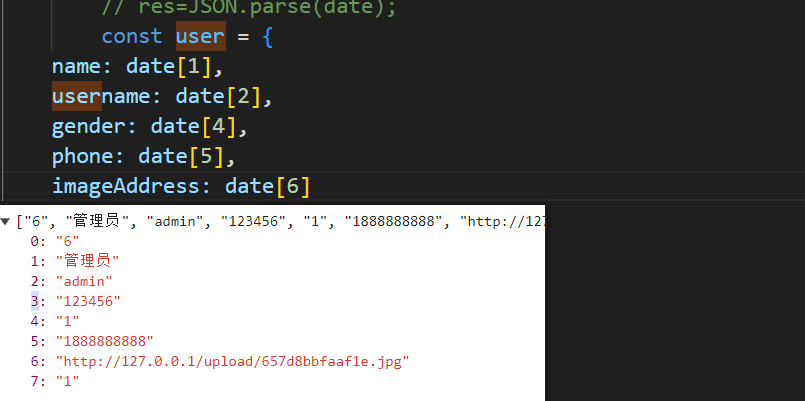 // res=JSON.parse(date);
const user = {
name: date[1],
username: date[2],
gender: date[4],
phone: date[5],
imageAddress: date[6]
["6", "管理员", "admin", "123456", "1", "1888888888", "http://127
0: "6"
1: "管理员"
2: "admin"
3: "123456"
4: "1"
5: "1888888888"
6: "http://127.0.0.1/upload/657d8bbfaaf1e.jpg"
7: "1"